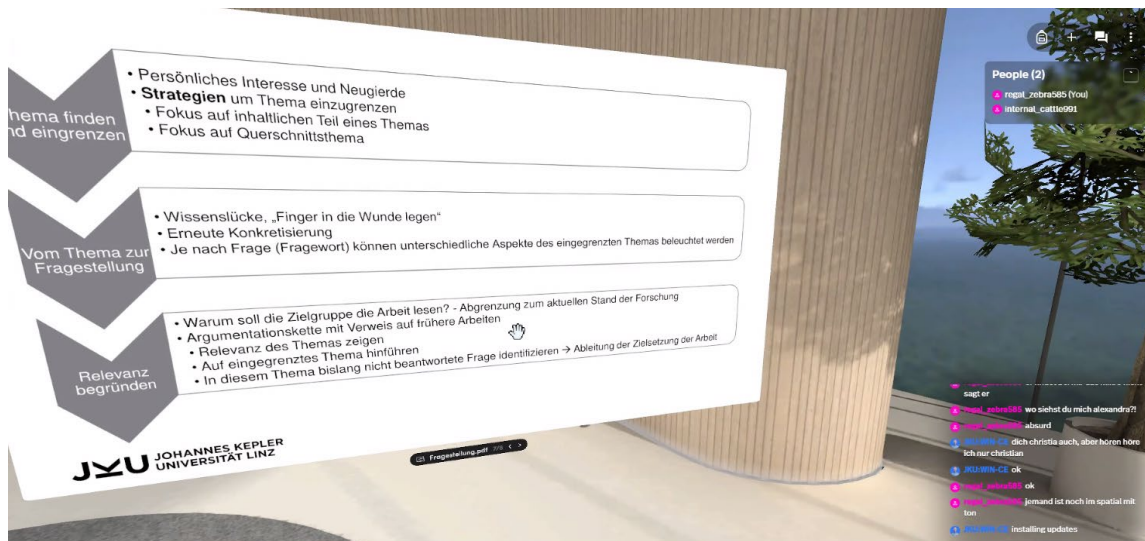 hema finden
nd eingrenzen
• Persönliches Interesse und Neugierde
• Strategien um Thema einzugrenzen
• Fokus auf inhaltlichen Teil eines Themas
• Fokus auf Querschnittsthema
Vom Thema zur
Fragestellung
• Wissenslücke, „Finger in die Wunde legen“
• Erneute Konkretisierung
• Je nach Frage (Fragewort) können unterschiedliche Aspekte des eingegrenzten Themas beleuchtet werden
Relevanz
begründen
• Warum soll die Zielgruppe die Arbeit lesen? - Abgrenzung zum aktuellen Stand der Forschung
• Argumentationskette mit Verweis auf frühere Arbeiten
• Relevanz des Themas zeigen
• Auf eingegrenztes Thema hinführen
• In diesem Thema bislang nicht beantwortete Frage identifizieren → Ableitung der Zielsetzung der Arbeit
JKU JOHANNES KEPLER
UNIVERSITÄT LINZ
Fragestellung.pdf
People (2)
regal_zebra585 (You)
internal_cattle991
sagt er
regal_zebra585 wo siehst du mich alexandra?!
regal_zebra585 absurd
JKU:WIN-CE dich christia auch, aber hören höre
ich nur christian
JKU:WIN-CE ok
regal_zebra585 ok
regal_zebra585 jemand ist noch im spatial mit
ton
JKU:WIN-CE installing updates